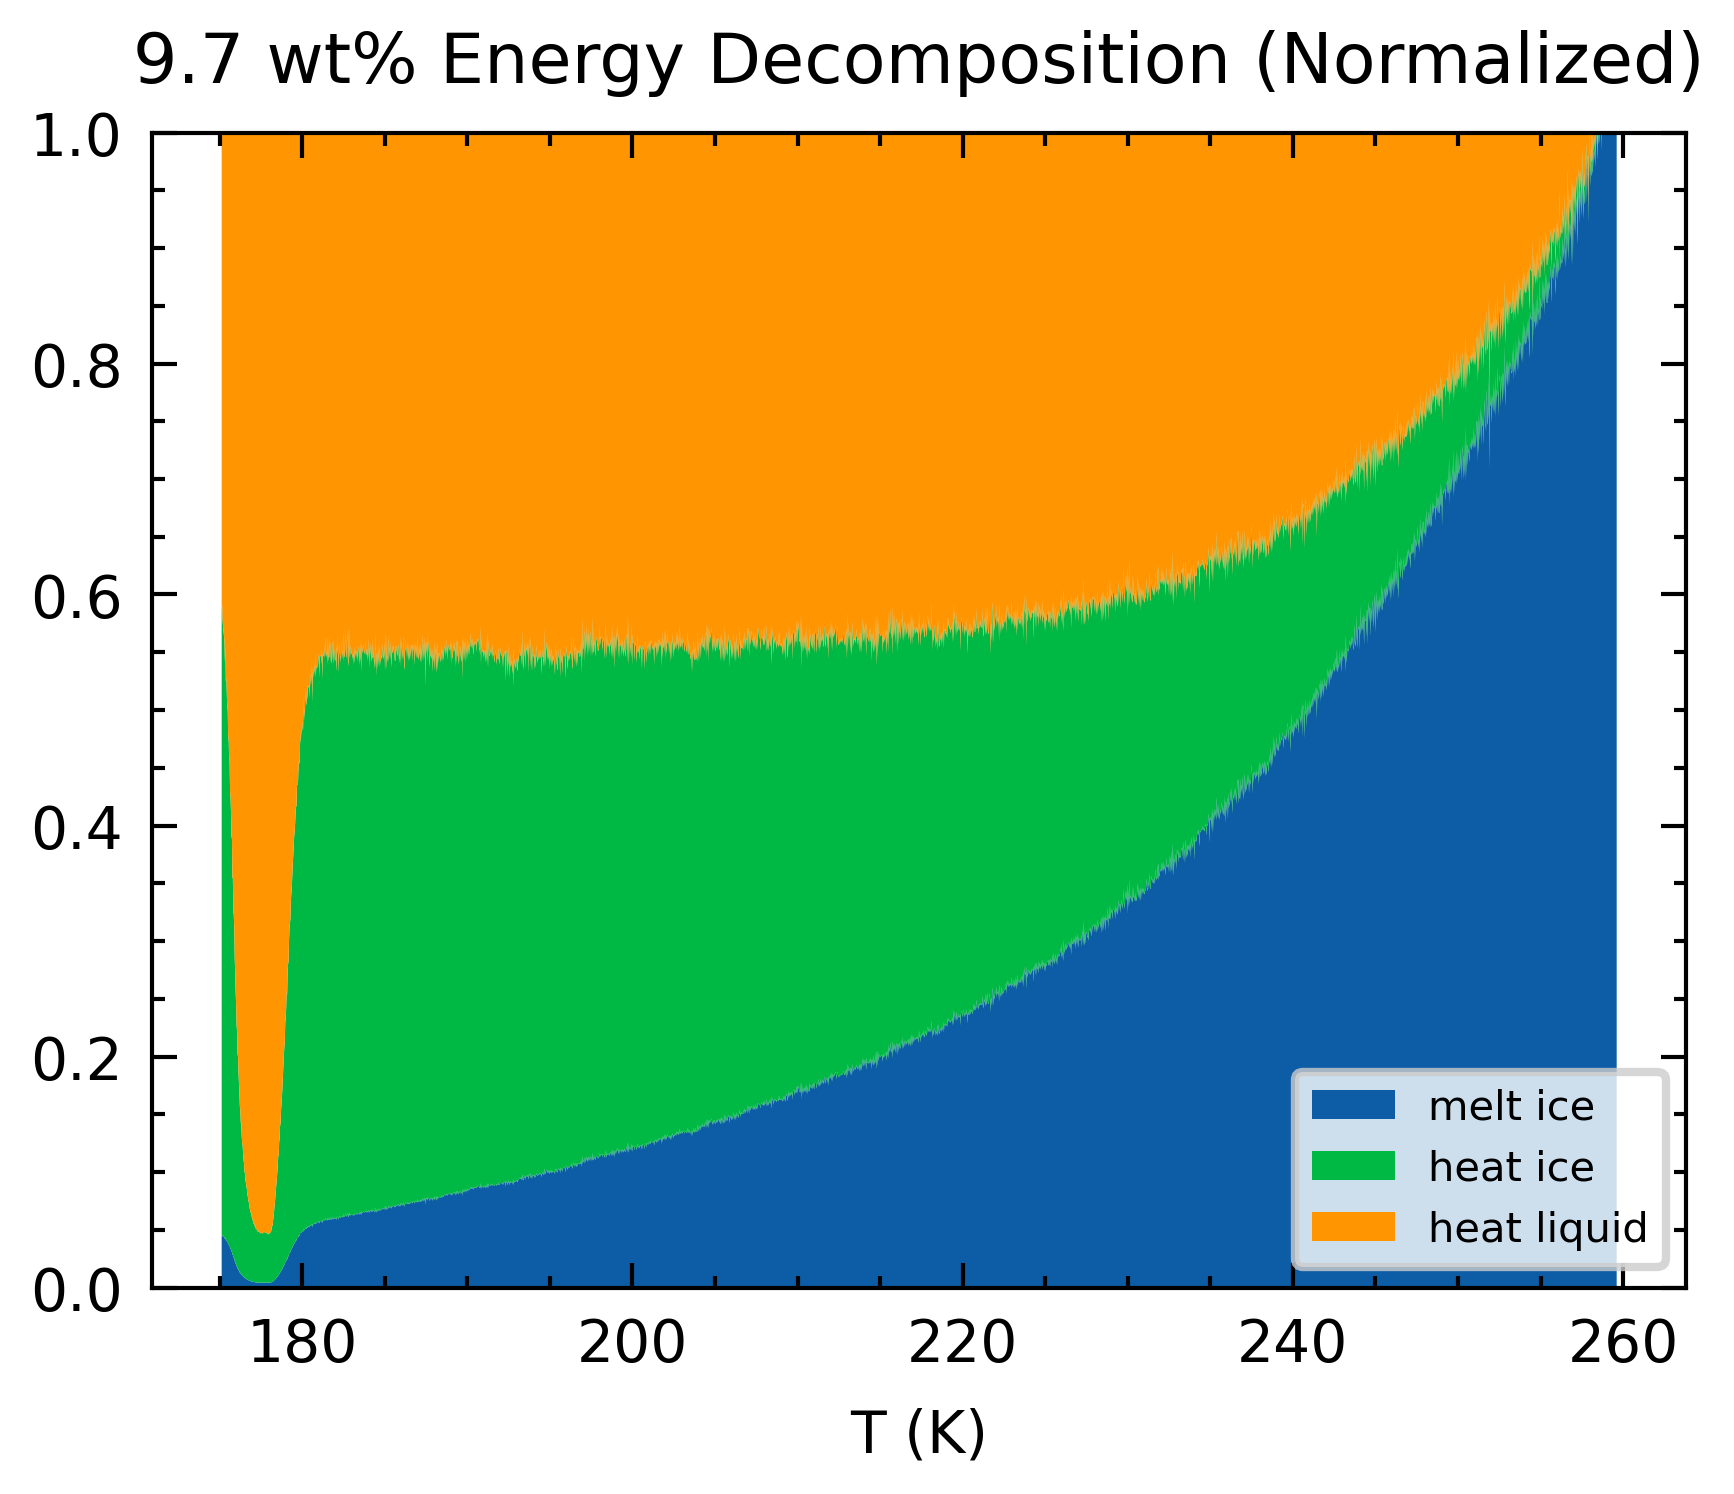 9.7 wt% Energy Decomposition (Normalized)
1.0
0.8
0.6
0.4
0.2
0.0
melt ice
heat ice
heat liquid
180 200 220 240 260
T (K)